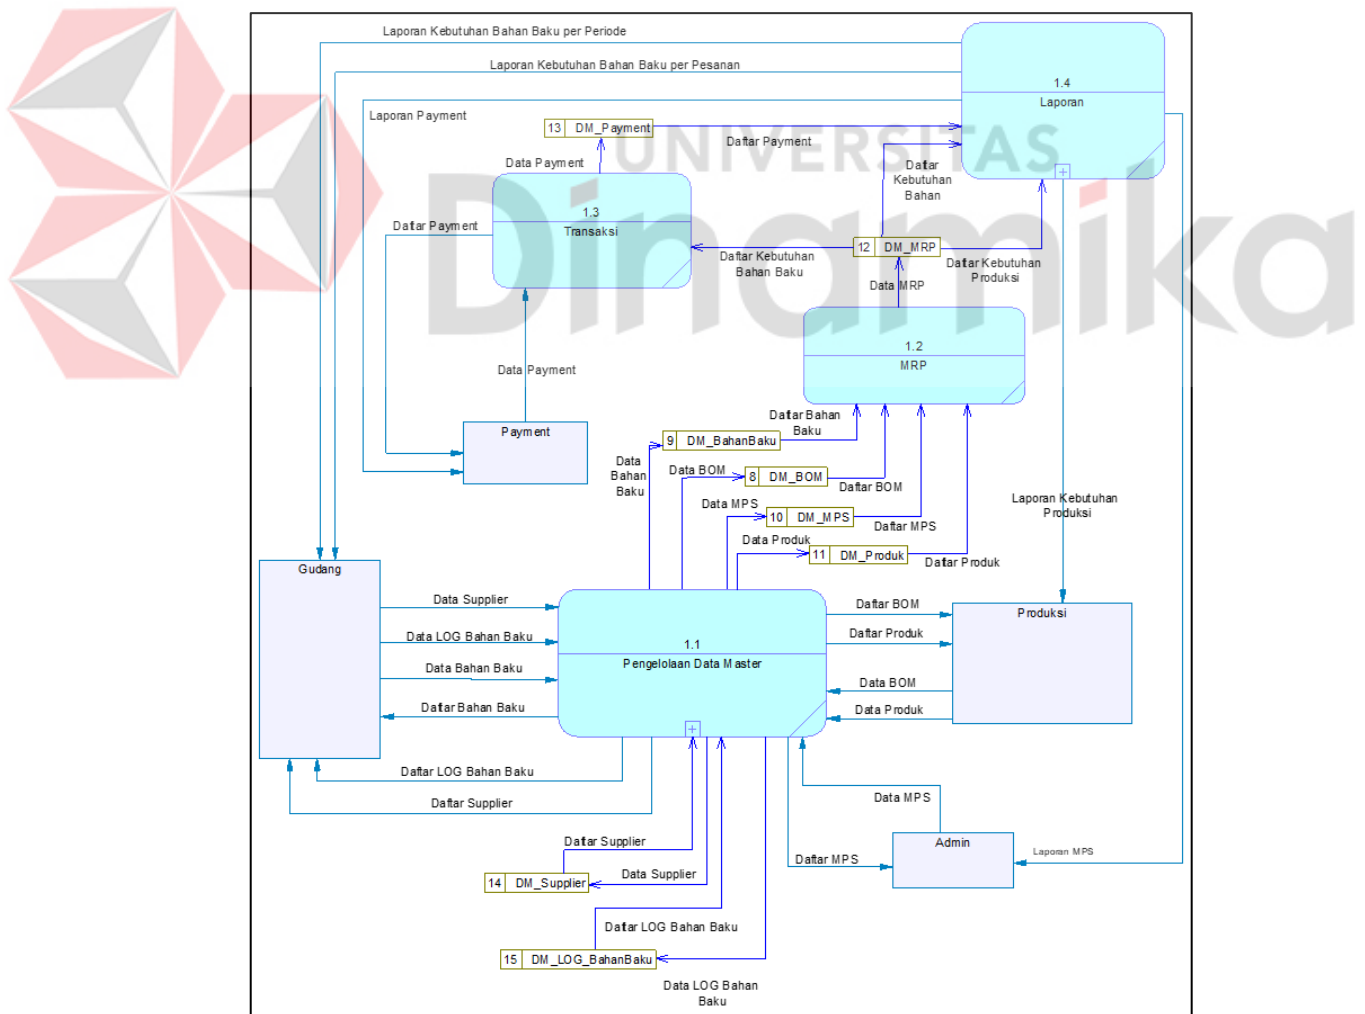 Laporan Kebutuhan Bahan Baku per Periode
Laporan Kebutuhan Bahan Baku per Pesanan
1.4
Laporan
Laporan Payment
13 DM_Payment
Daftar Payment
UNIVERSITAS
Dinamika
Data Payment
Daftar
Kebutuhan
Bahan
1.3
Transaksi
Daftar Payment
12 DM_MRP
Daftar Kebutuhan
Bahan Baku
Daftar Kebutuhan
Produksi
Data MRP
1.2
MRP
Data Payment
Payment
Daftar Bahan
Baku
9 DM_BahanBaku
Data
Bahan
Baku
Data BOM
8 DM_BOM
Daftar BOM
Data MPS
10 DM_MPS
Daftar MPS
Laporan Kebutuhan
Produksi
Data Produk
11 DM_Produk
Daftar Produk
Gudang
Data Supplier
Data LOG Bahan Baku
Data Bahan Baku
Daftar Bahan Baku
1.1
Pengelolaan Data Master
Daftar BOM
Daftar Produk
Data BOM
Data Produk
Produksi
Daftar LOG Bahan Baku
Daftar Supplier
Data MPS
Admin
Daftar MPS
Laporan MPS
Daftar Supplier
Data Supplier
14 DM_Supplier
Daftar LOG Bahan Baku
15 DM_LOG_BahanBaku
Data LOG Bahan
Baku